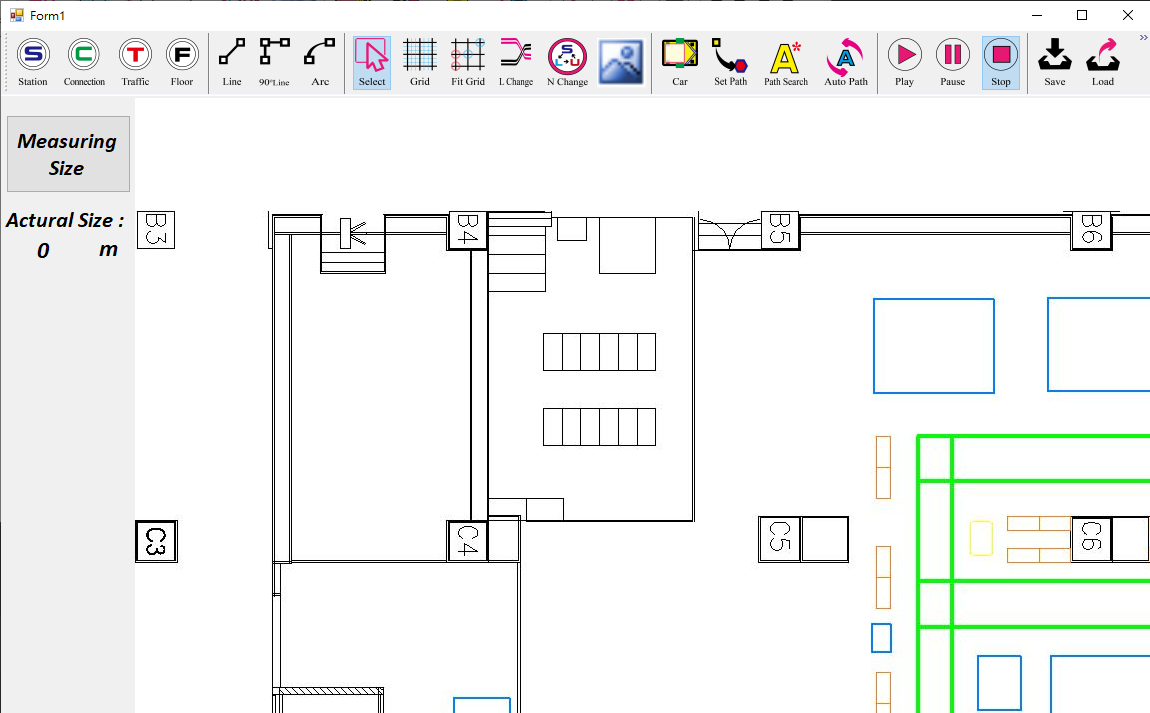 Form1
S C T F
Station Connection Traffic Floor Line 90°Line Arc Select Grid Fit Grid L Change N Change Car Set Path Path Search Auto Path Play Pause Stop Save Load
Measuring
Size
Actural Size :
0 m
B3
B4
B5
B6
C3
C4
C5
C6